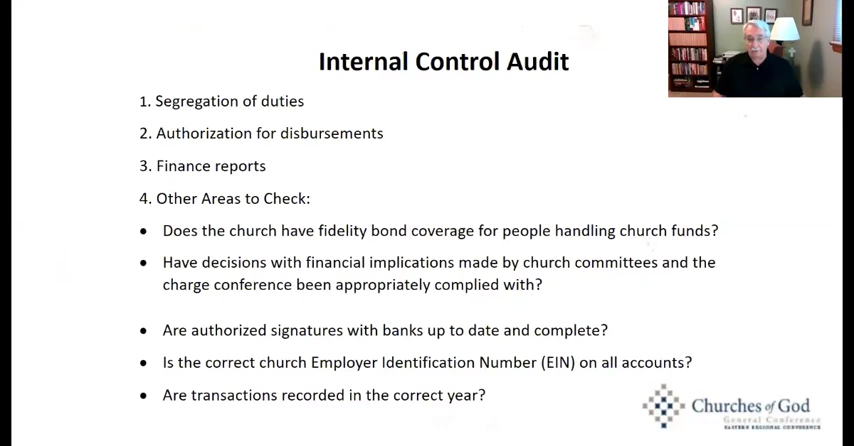 Internal Control Audit
1. Segregation of duties
2. Authorization for disbursements
3. Finance reports
4. Other Areas to Check:
• Does the church have fidelity bond coverage for people handling church funds?
• Have decisions with financial implications made by church committees and the
charge conference been appropriately complied with?
• Are authorized signatures with banks up to date and complete?
• Is the correct church Employer Identification Number (EIN) on all accounts?
• Are transactions recorded in the correct year?
Churches of God
General Conference
EASTERN REGIONAL CONFERENCE